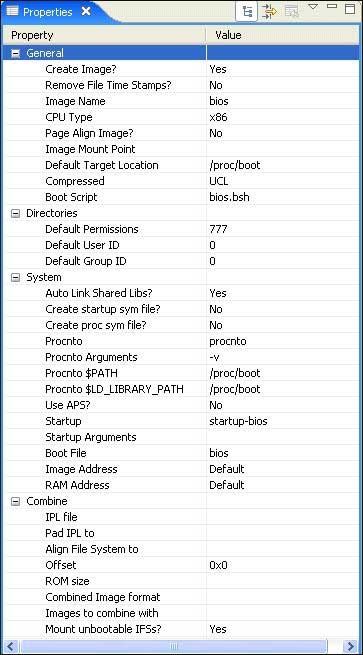 Properties
Property Value
General
Create Image? Yes
Remove File Time Stamps? No
Image Name bios
CPU Type x86
Page Align Image? No
Image Mount Point
Default Target Location /proc/boot
Compressed UCL
Boot Script bios.bsh
Directories
Default Permissions 777
Default User ID 0
Default Group ID 0
System
Auto Link Shared Libs? Yes
Create startup sym file? No
Create proc sym file? No
Procnto procnto
Procnto Arguments -v
Procnto $PATH /proc/boot
Procnto $LD_LIBRARY_PATH /proc/boot
Use APS? No
Startup startup-bios
Startup Arguments
Boot File bios
Image Address Default
RAM Address Default
Combine
IPL file
Pad IPL to
Align File System to
Offset 0x0
ROM size
Combined Image format
Images to combine with
Mount unbootable IFSs? Yes